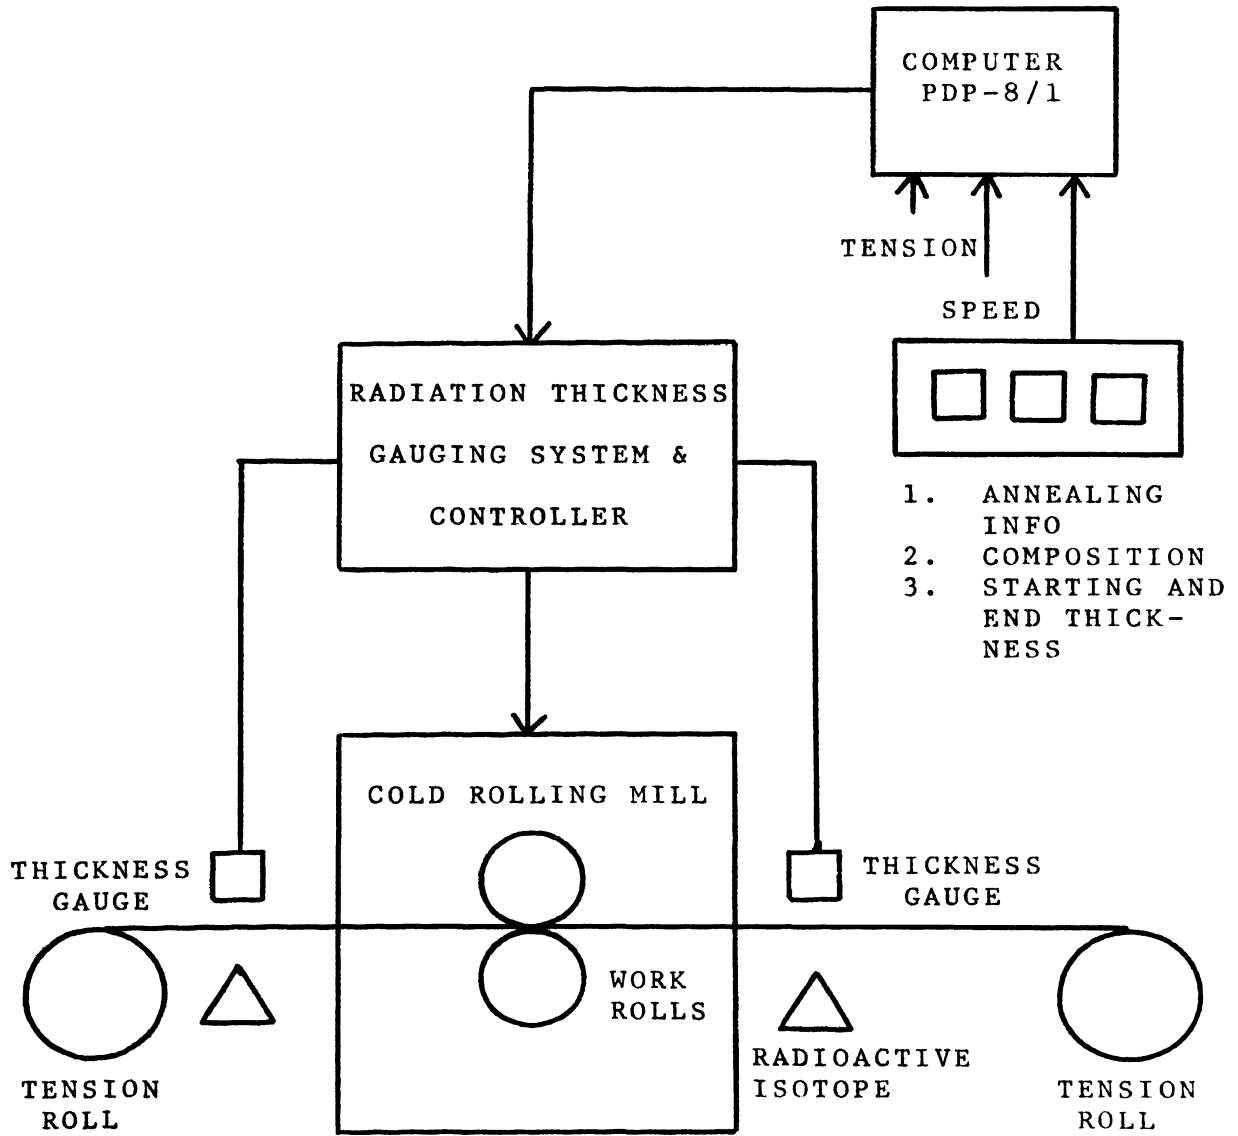 COMPUTER
PDP-8/1
TENSION
SPEED
RADIATION THICKNESS
GAUGING SYSTEM &
CONTROLLER
1. ANNEALING
INFO
2. COMPOSITION
3. STARTING AND
END THICK-
NESS
COLD ROLLING MILL
THICKNESS
GAUGE
THICKNESS
GAUGE
WORK
ROLLS
RADIOACTIVE
ISOTOPE
TENSION
ROLL
TENSION
ROLL